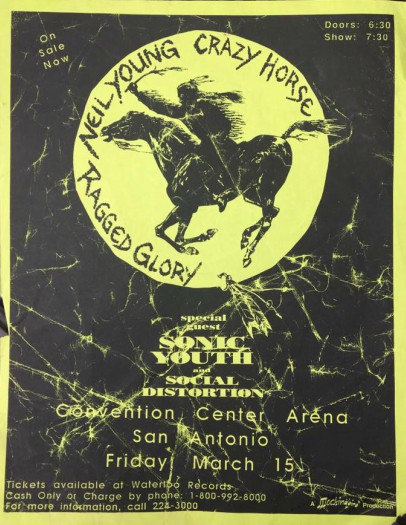 On
Sale
Now
Doors: 6:30
Show: 7:30
NEIL YOUNG CRAZY HORSE
RAGGED GLORY
special
guest
SONIC
YOUTH
and
SOCIAL
DISTORTION
Convention Center Arena
San Antonio
Friday, March 15
Tickets available at Waterloo Records
Cash Only or Charge by phone: 1-800-992-8000
For more information, call 224-3000
A Production